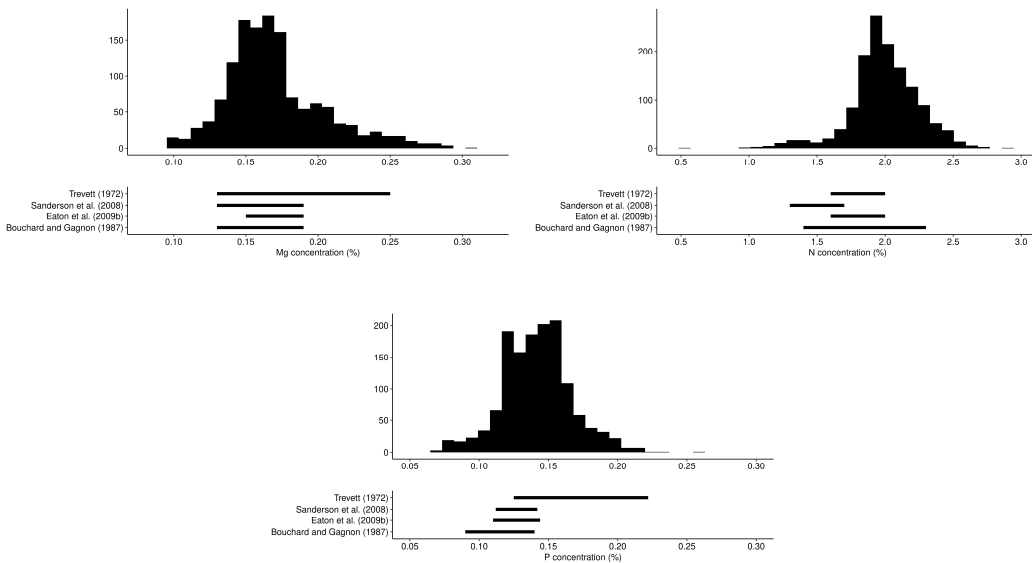 150
100
50
0
0.10 0.15 0.20 0.25 0.30
Trevett (1972)
Sanderson et al. (2008)
Eaton et al. (2009b)
Bouchard and Gagnon (1987)
0.10 0.15 0.20 0.25 0.30
Mg concentration (%)
200
100
0
0.5 1.0 1.5 2.0 2.5 3.0
Trevett (1972)
Sanderson et al. (2008)
Eaton et al. (2009b)
Bouchard and Gagnon (1987)
0.5 1.0 1.5 2.0 2.5 3.0
N concentration (%)
200
150
100
50
0
0.05 0.10 0.15 0.20 0.25 0.30
Trevett (1972)
Sanderson et al. (2008)
Eaton et al. (2009b)
Bouchard and Gagnon (1987)
0.05 0.10 0.15 0.20 0.25 0.30
P concentration (%)